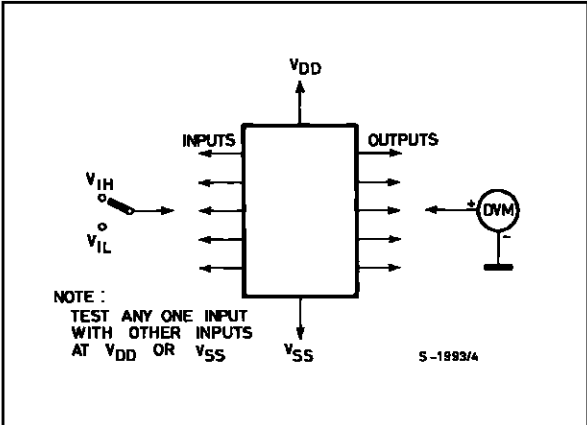 VDD
INPUTS
OUTPUTS
VIH
VIL
+
DVM
-
NOTE :
TEST ANY ONE INPUT
WITH OTHER INPUTS
AT VDD OR VSS
VSS
S-1993/4